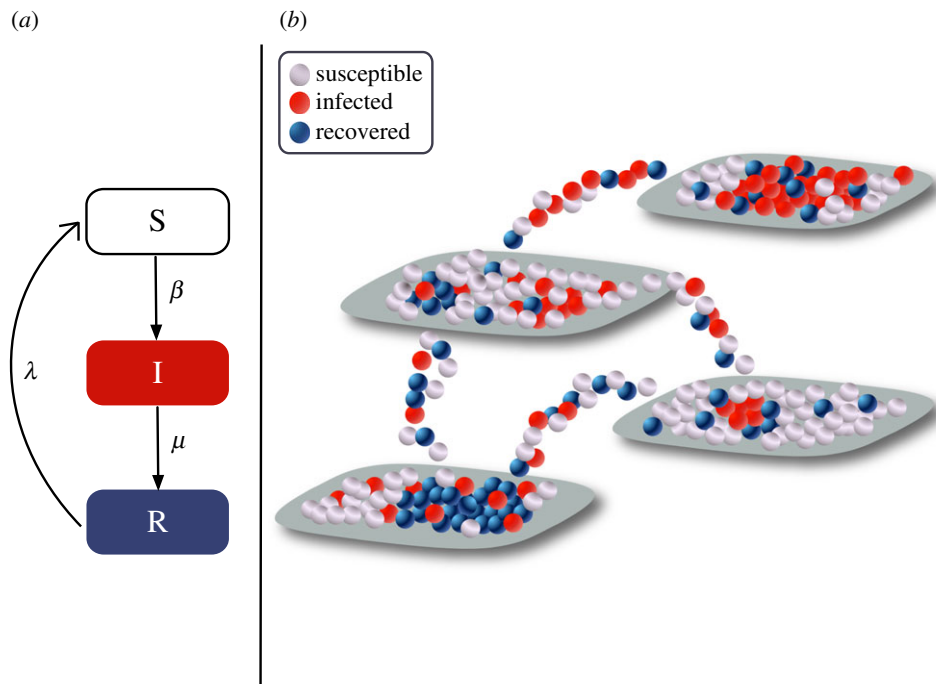 (a)
S
β
I
λ
μ
R
(b)
susceptible
infected
recovered